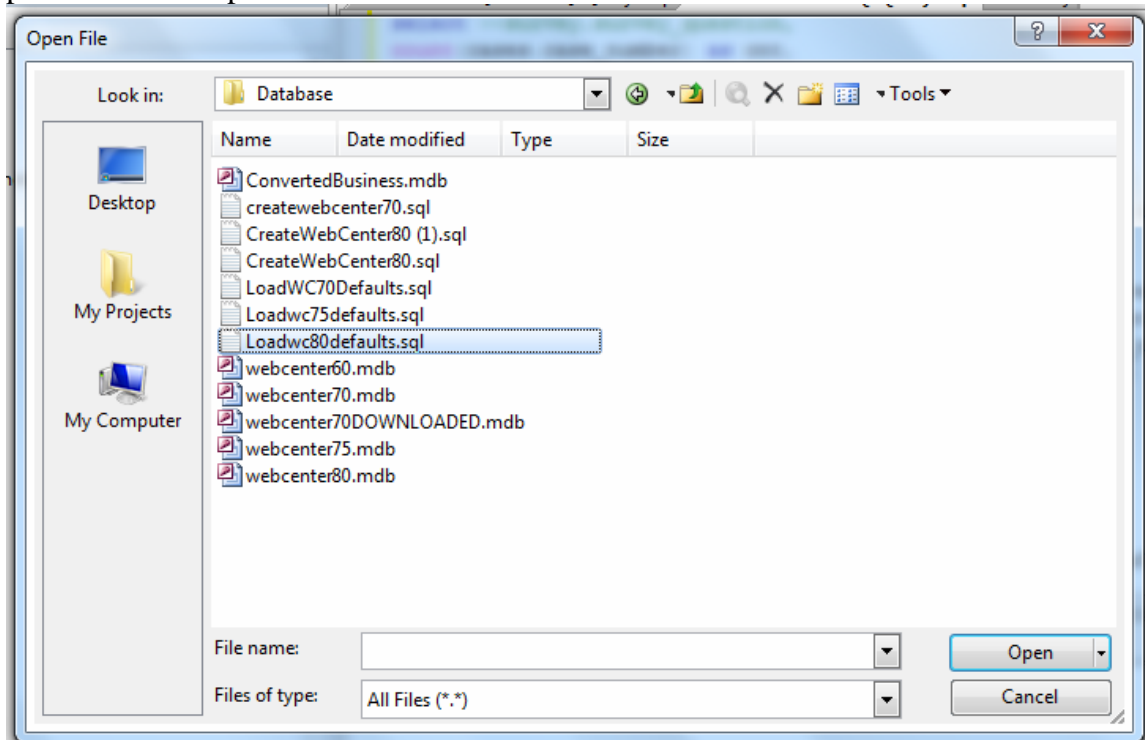 Open File
Look in:
Database
Tools
Name Date modified Type Size
Desktop
My Projects
My Computer
ConvertedBusiness.mdb
createwebcenter70.sql
CreateWebCenter80 (1).sql
CreateWebCenter80.sql
LoadWC70Defaults.sql
Loadwc75defaults.sql
Loadwc80defaults.sql
webcenter60.mdb
webcenter70.mdb
webcenter70DOWNLOADED.mdb
webcenter75.mdb
webcenter80.mdb
File name:
Open
Files of type: All Files (*.*)
Cancel